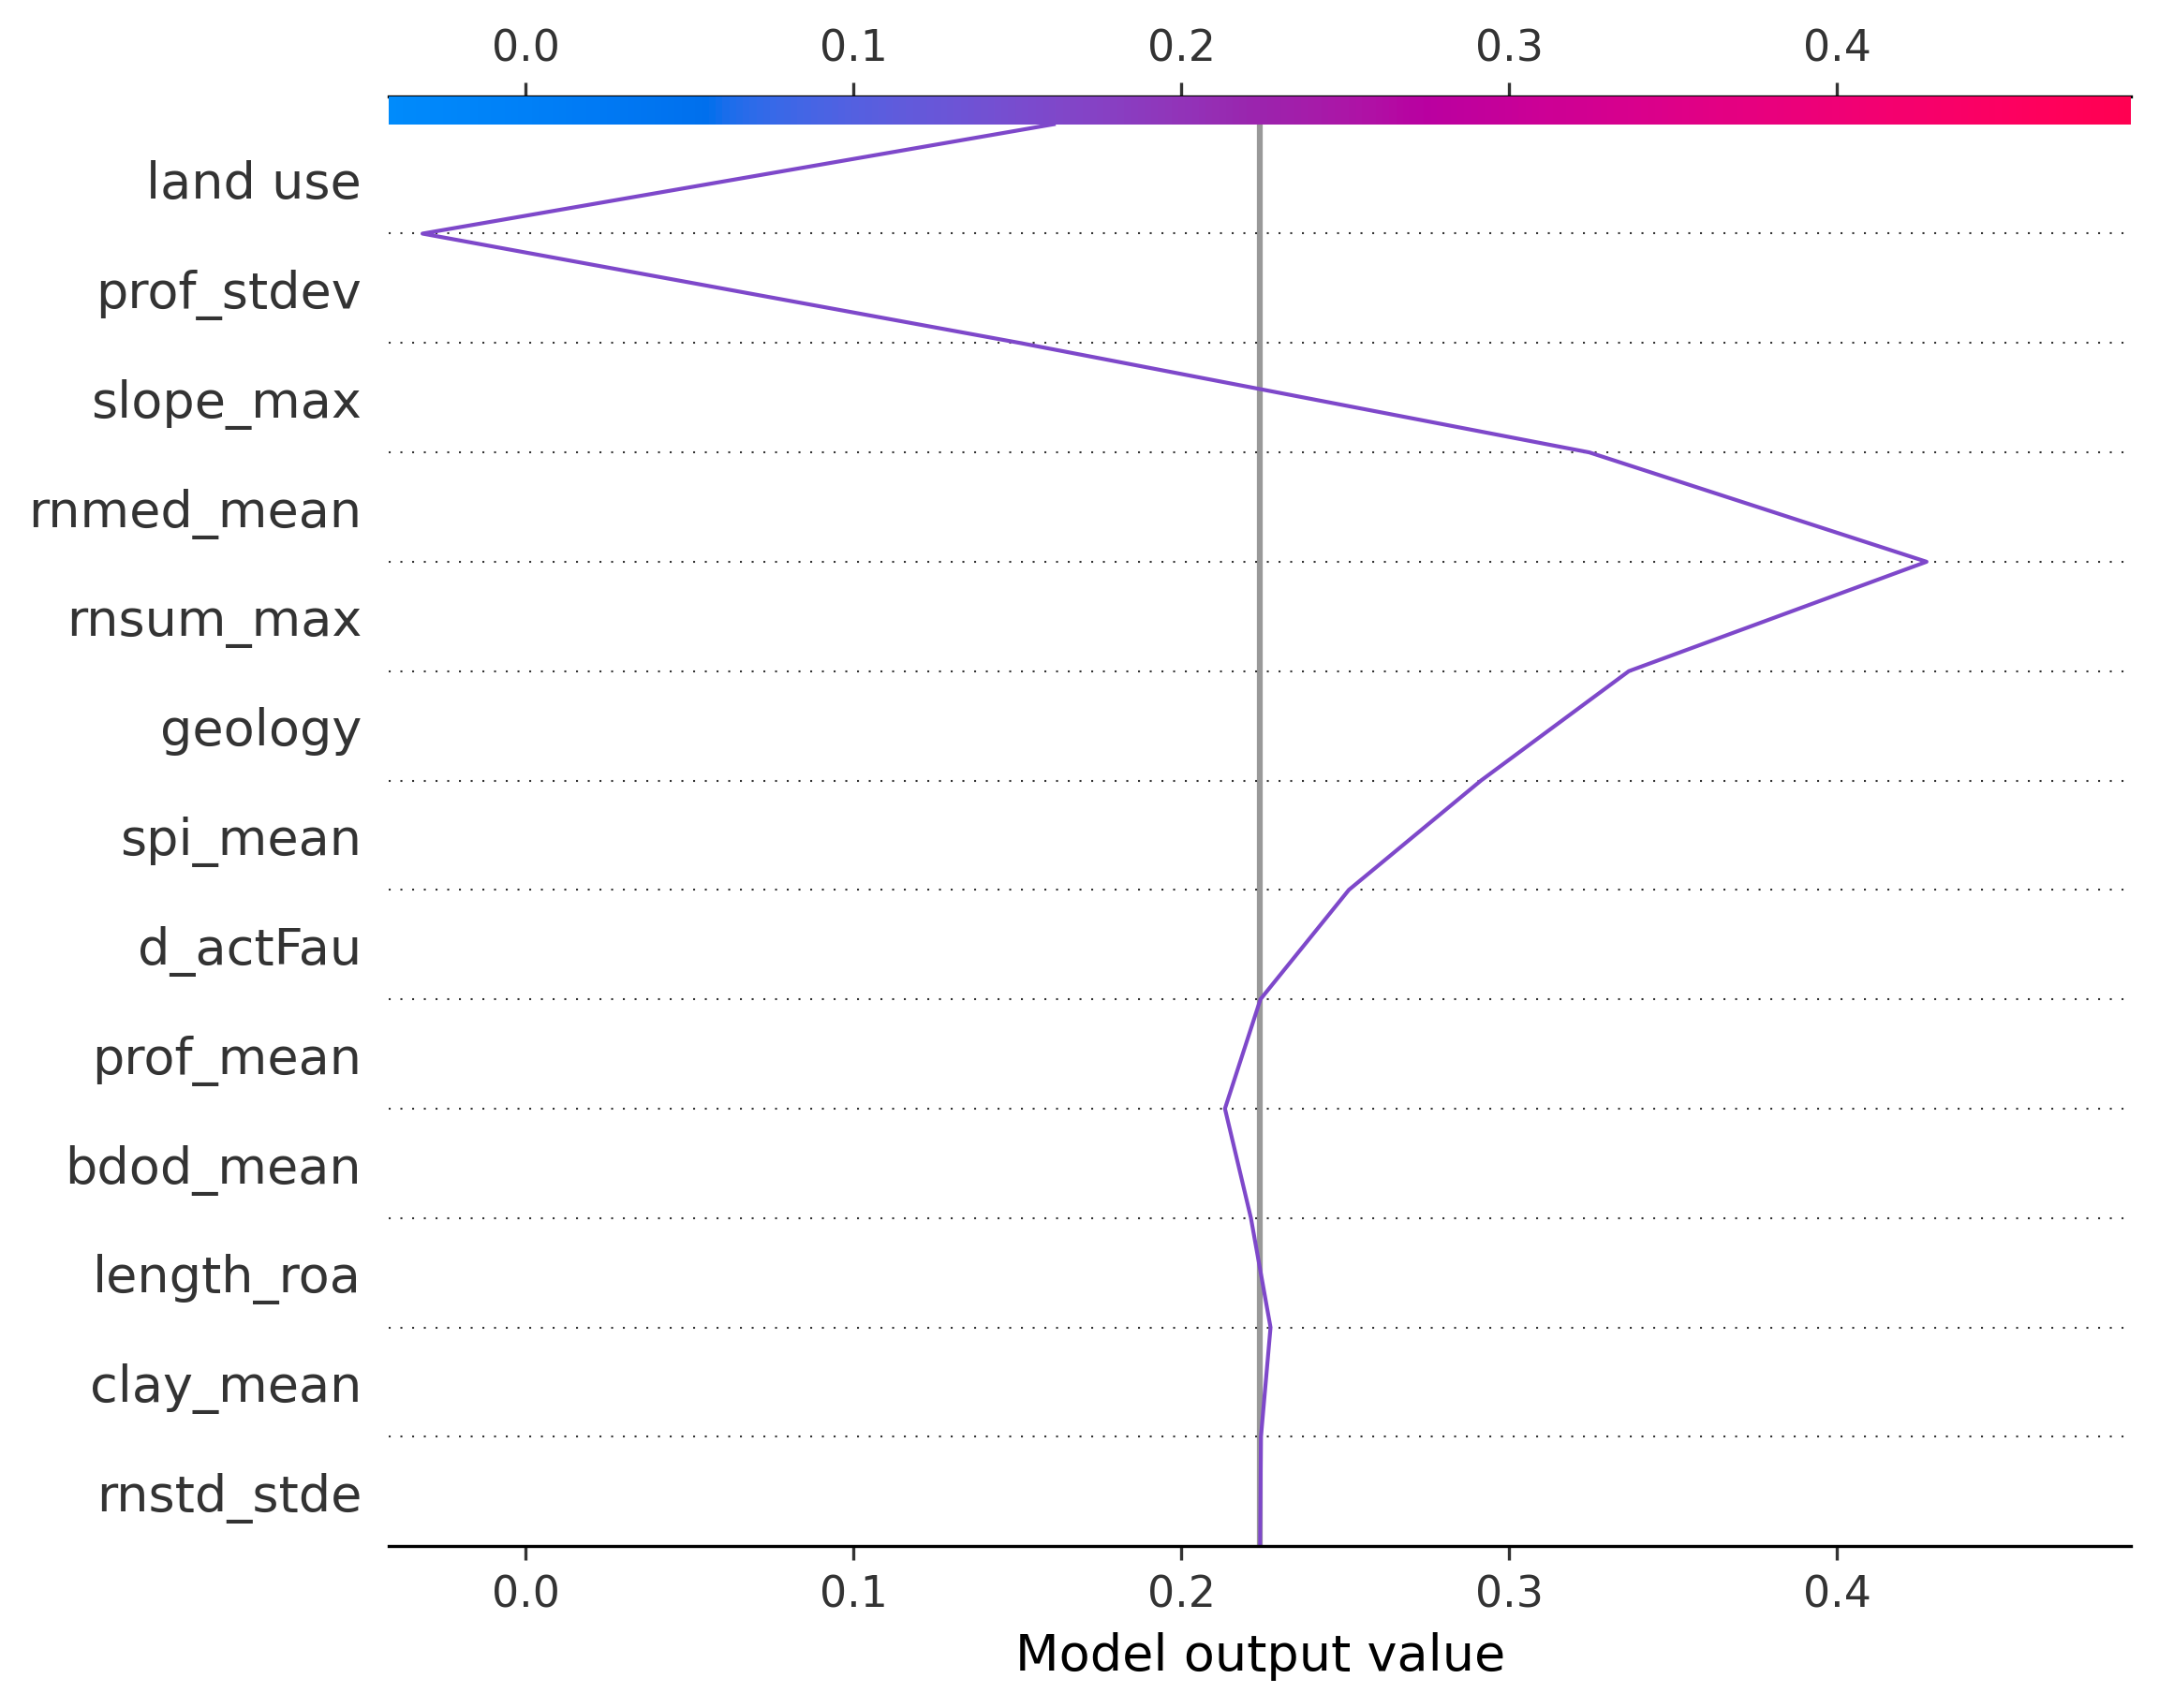 0.0 0.1 0.2 0.3 0.4
land use
prof_stdev
slope_max
rnmed_mean
rnsum_max
geology
spi_mean
d_actFau
prof_mean
bdod_mean
length_roa
clay_mean
rnstd_stde
0.0 0.1 0.2 0.3 0.4
Model output value